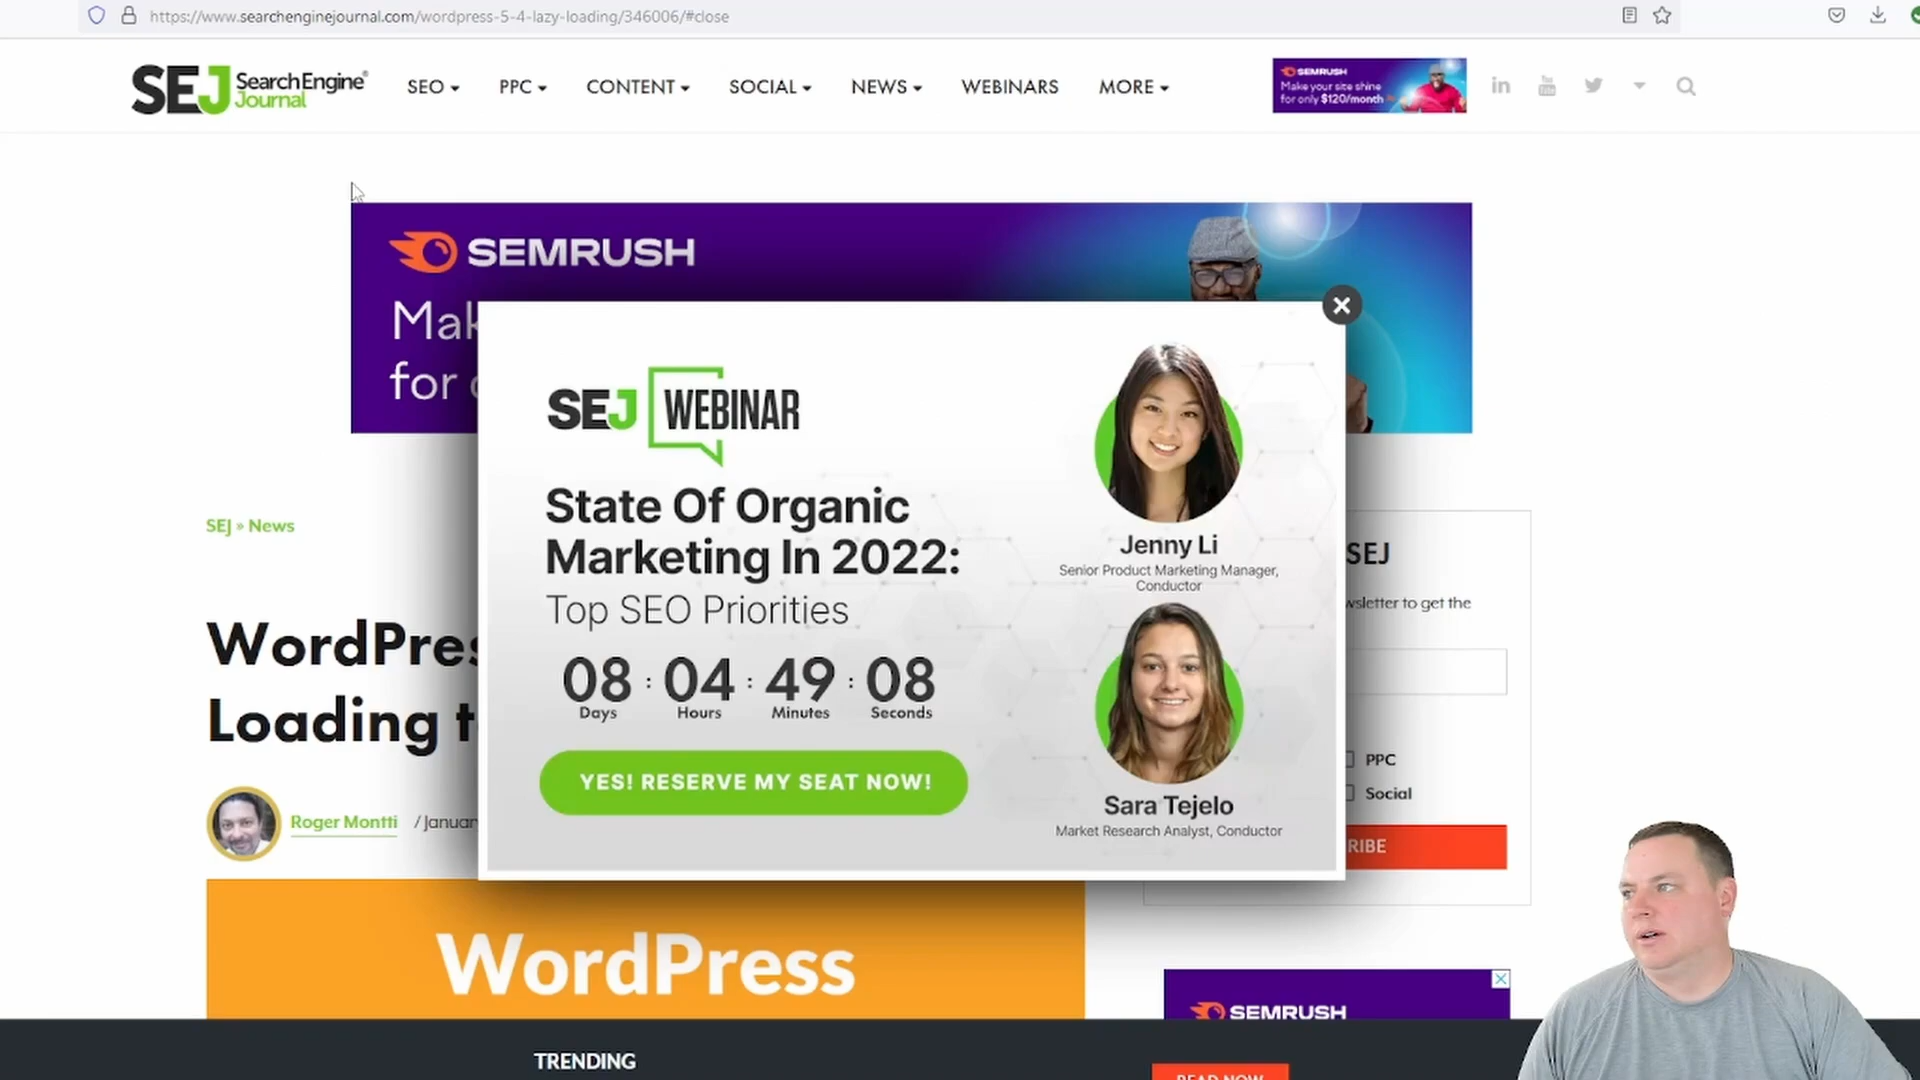 https://www.searchenginejournal.com/wordpress-5-4-lazy-loading/346006/#close
SEJ Search Engine® Journal
SEO
PPC
CONTENT
SOCIAL
NEWS
WEBINARS
MORE
SEMRUSH
Make your site shine
for only $120/month
in
SEMRUSH
Mak
for
SEJ WEBINAR
State Of Organic
Marketing In 2022:
Top SEO Priorities
08 : 04 : 49 : 08
Days Hours Minutes Seconds
YES! RESERVE MY SEAT NOW!
Jenny Li
Senior Product Marketing Manager,
Conductor
Sara Tejelo
Market Research Analyst, Conductor
SEJ » News
WordPres
Loading t
Roger Montti / January
WordPress
SEJ
wsletter to get the
PPC
Social
RIBE
SEMRUSH
TRENDING
READ NOW